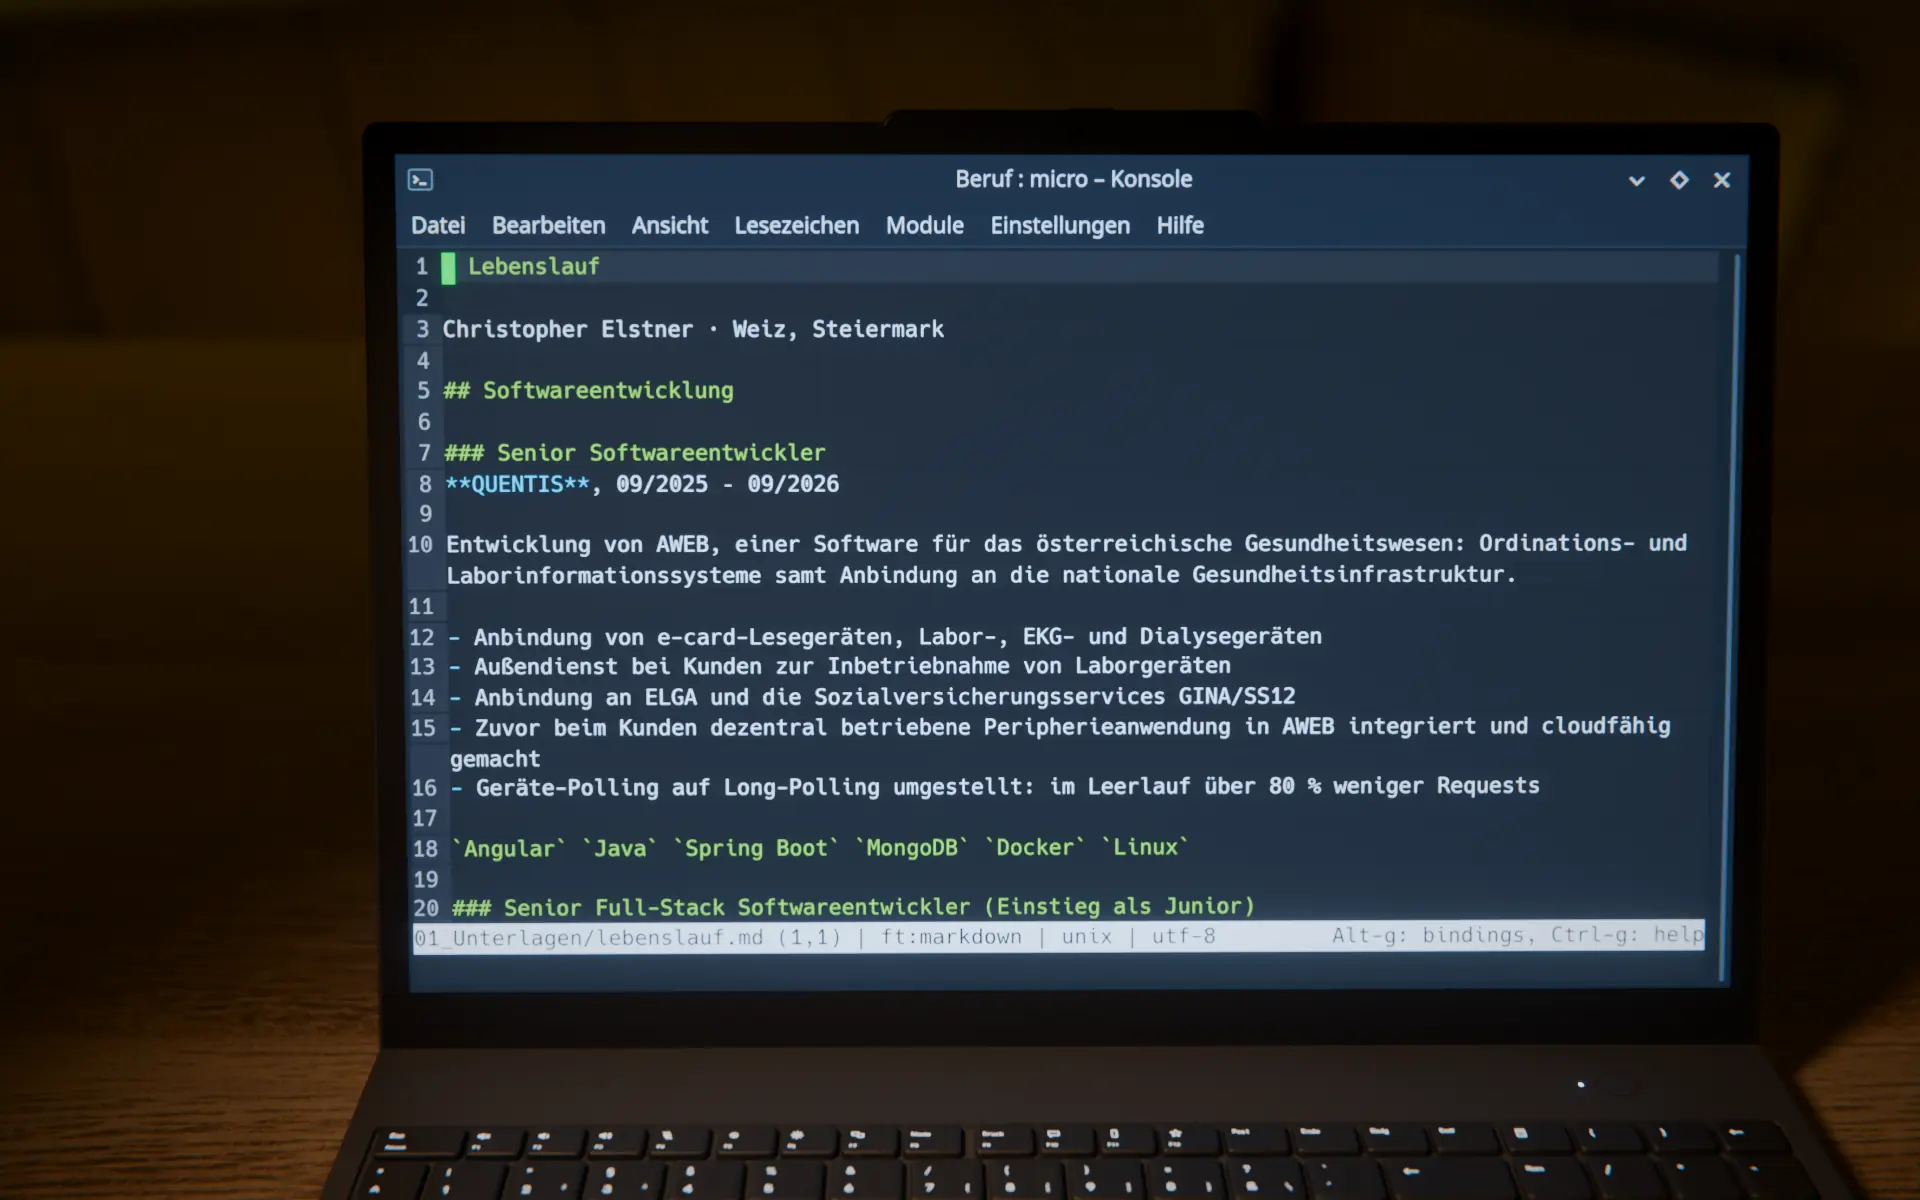 Beruf : micro – Konsole
Datei Bearbeiten Ansicht Lesezeichen Module Einstellungen Hilfe
1 Lebenslauf
2
3 Christopher Elstner · Weiz, Steiermark
4
5 ## Softwareentwicklung
6
7 ### Senior Softwareentwickler
8 **QUENTIS**, 09/2025 - 09/2026
9
10 Entwicklung von AWEB, einer Software für das österreichische Gesundheitswesen: Ordinations- und
Laborinformationssysteme samt Anbindung an die nationale Gesundheitsinfrastruktur.
11
12 - Anbindung von e-card-Lesegeräten, Labor-, EKG- und Dialysegeräten
13 - Außendienst bei Kunden zur Inbetriebnahme von Laborgeräten
14 - Anbindung an ELGA und die Sozialversicherungsservices GINA/SS12
15 - Zuvor beim Kunden dezentral betriebene Peripherieanwendung in AWEB integriert und cloudfähig
gemacht
16 - Geräte-Polling auf Long-Polling umgestellt: im Leerlauf über 80 % weniger Requests
17
18 `Angular` `Java` `Spring Boot` `MongoDB` `Docker` `Linux`
19
20 ### Senior Full-Stack Softwareentwickler (Einstieg als Junior)
01_Unterlagen/lebenslauf.md (1,1) | ft:markdown | unix | utf-8 Alt-g: bindings, Ctrl-g: help